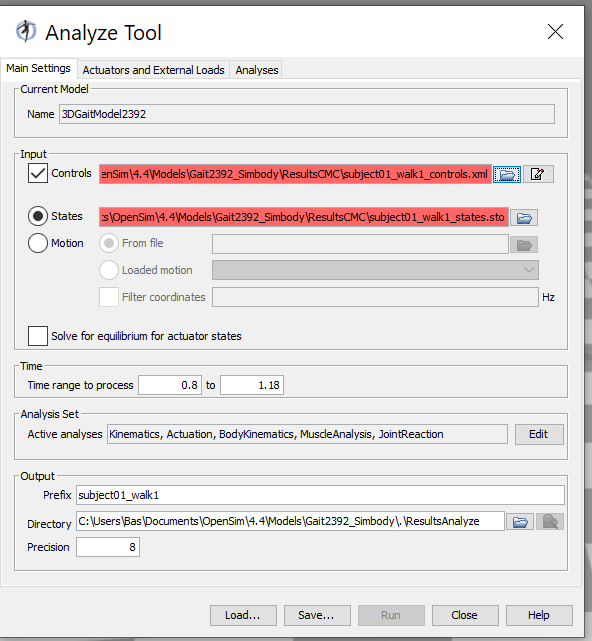 Analyze Tool
Main Settings Actuators and External Loads Analyses
Current Model
Name 3DGaitModel2392
Input
Controls enSim\4.4\Models\Gait2392_Simbody\ResultsCMC\subject01_walk1_controls.xml
States :s\OpenSim\4.4\Models\Gait2392_Simbody\ResultsCMC\subject01_walk1_states.sto
Motion From file
Loaded motion
Filter coordinates Hz
Solve for equilibrium for actuator states
Time
Time range to process 0.8 to 1.18
Analysis Set
Active analyses Kinematics, Actuation, BodyKinematics, MuscleAnalysis, JointReaction Edit
Output
Prefix subject01_walk1
Directory C:\Users\Bas\Documents\OpenSim\4.4\Models\Gait2392_Simbody\.\ResultsAnalyze
Precision 8
Load... Save... Run Close Help